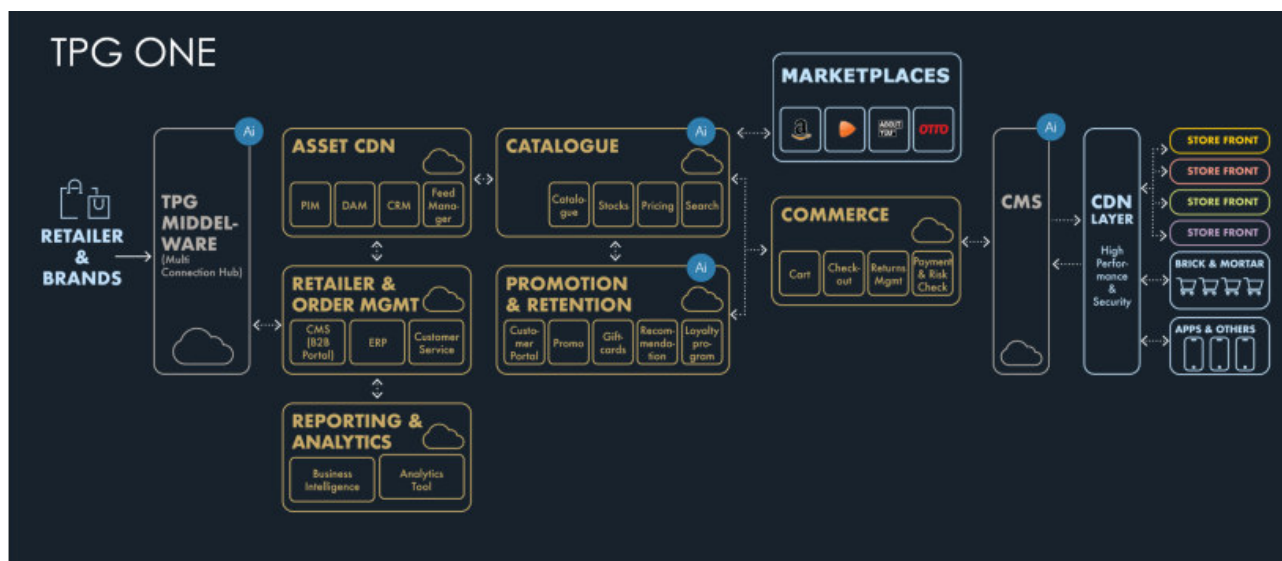 TPG ONE
RETAILER
&
BRANDS
Ai
TPG
MIDDEL-
WARE
(Multi
Connection Hub)
ASSET CDN
PIM
DAM
CRM
Feed
Mana-
ger
RETAILER &
ORDER MGMT
CMS
(B2B
Portal)
ERP
Customer
Service
REPORTING &
ANALYTICS
Business
Intelligence
Analytics
Tool
Ai
CATALOGUE
Catalo-
gue
Stocks
Pricing
Search
Ai
PROMOTION
& RETENTION
Custo-
mer
Portal
Promo
Gift-
cards
Recom-
menda-
tion
Loyalty
pro-
gram
MARKETPLACES
a
ABOUT
YOU
OTTO
COMMERCE
Cart
Check-
out
Returns
Mgmt
Payment
& Risk
Check
Ai
CMS
CDN
LAYER
High
Perfor-
mance
&
Security
STORE FRONT
STORE FRONT
STORE FRONT
STORE FRONT
BRICK & MORTAR
APPS & OTHERS